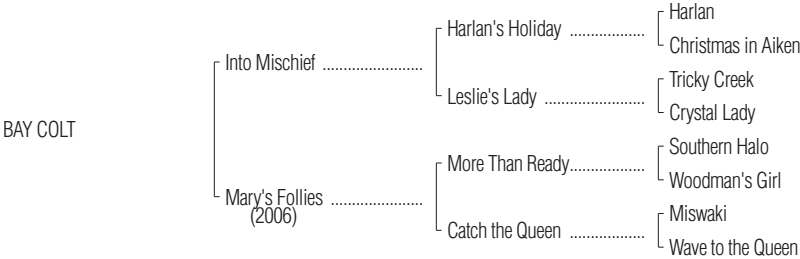 Harlan
Harlan's Holiday ..................
Christmas in Aiken
Into Mischief ........................
Tricky Creek
Leslie's Lady ........................
Crystal Lady
BAY COLT
Southern Halo
More Than Ready..................
Woodman's Girl
Mary's Follies ......................
(2006)
Miswaki
Catch the Queen ..................
Wave to the Queen